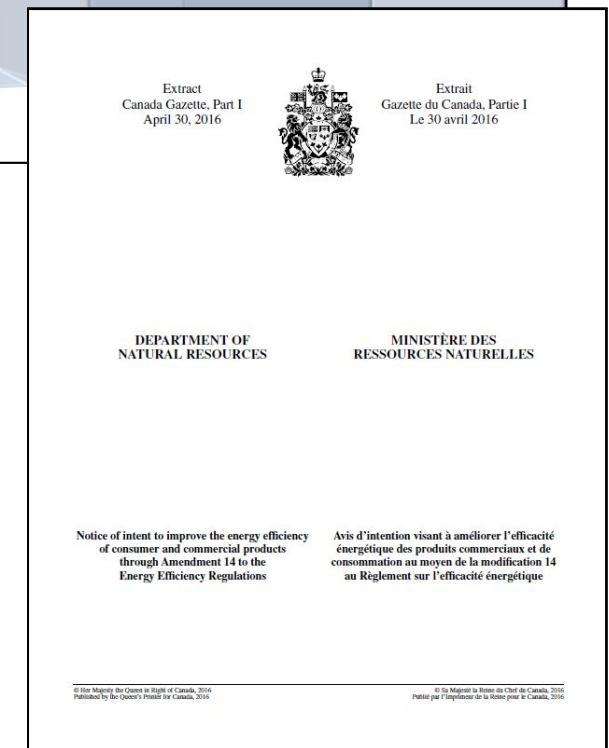 Extract
Canada Gazette, Part I
April 30, 2016
Extrait
Gazette du Canada, Partie I
Le 30 avril 2016
DEPARTMENT OF
NATURAL RESOURCES
MINISTÈRE DES
RESSOURCES NATURELLES
Notice of intent to improve the energy efficiency
of consumer and commercial products
through Amendment 14 to the
Energy Efficiency Regulations
Avis d’intention visant à améliorer l’efficacité
énergétique des produits commerciaux et de
consommation au moyen de la modification 14
au Règlement sur l’efficacité énergétique
© Her Majesty the Queen in Right of Canada, 2016
Published by the Queen’s Printer for Canada, 2016
© Sa Majesté la Reine du Chef du Canada, 2016
Publié par l’Imprimeur de la Reine pour le Canada, 2016